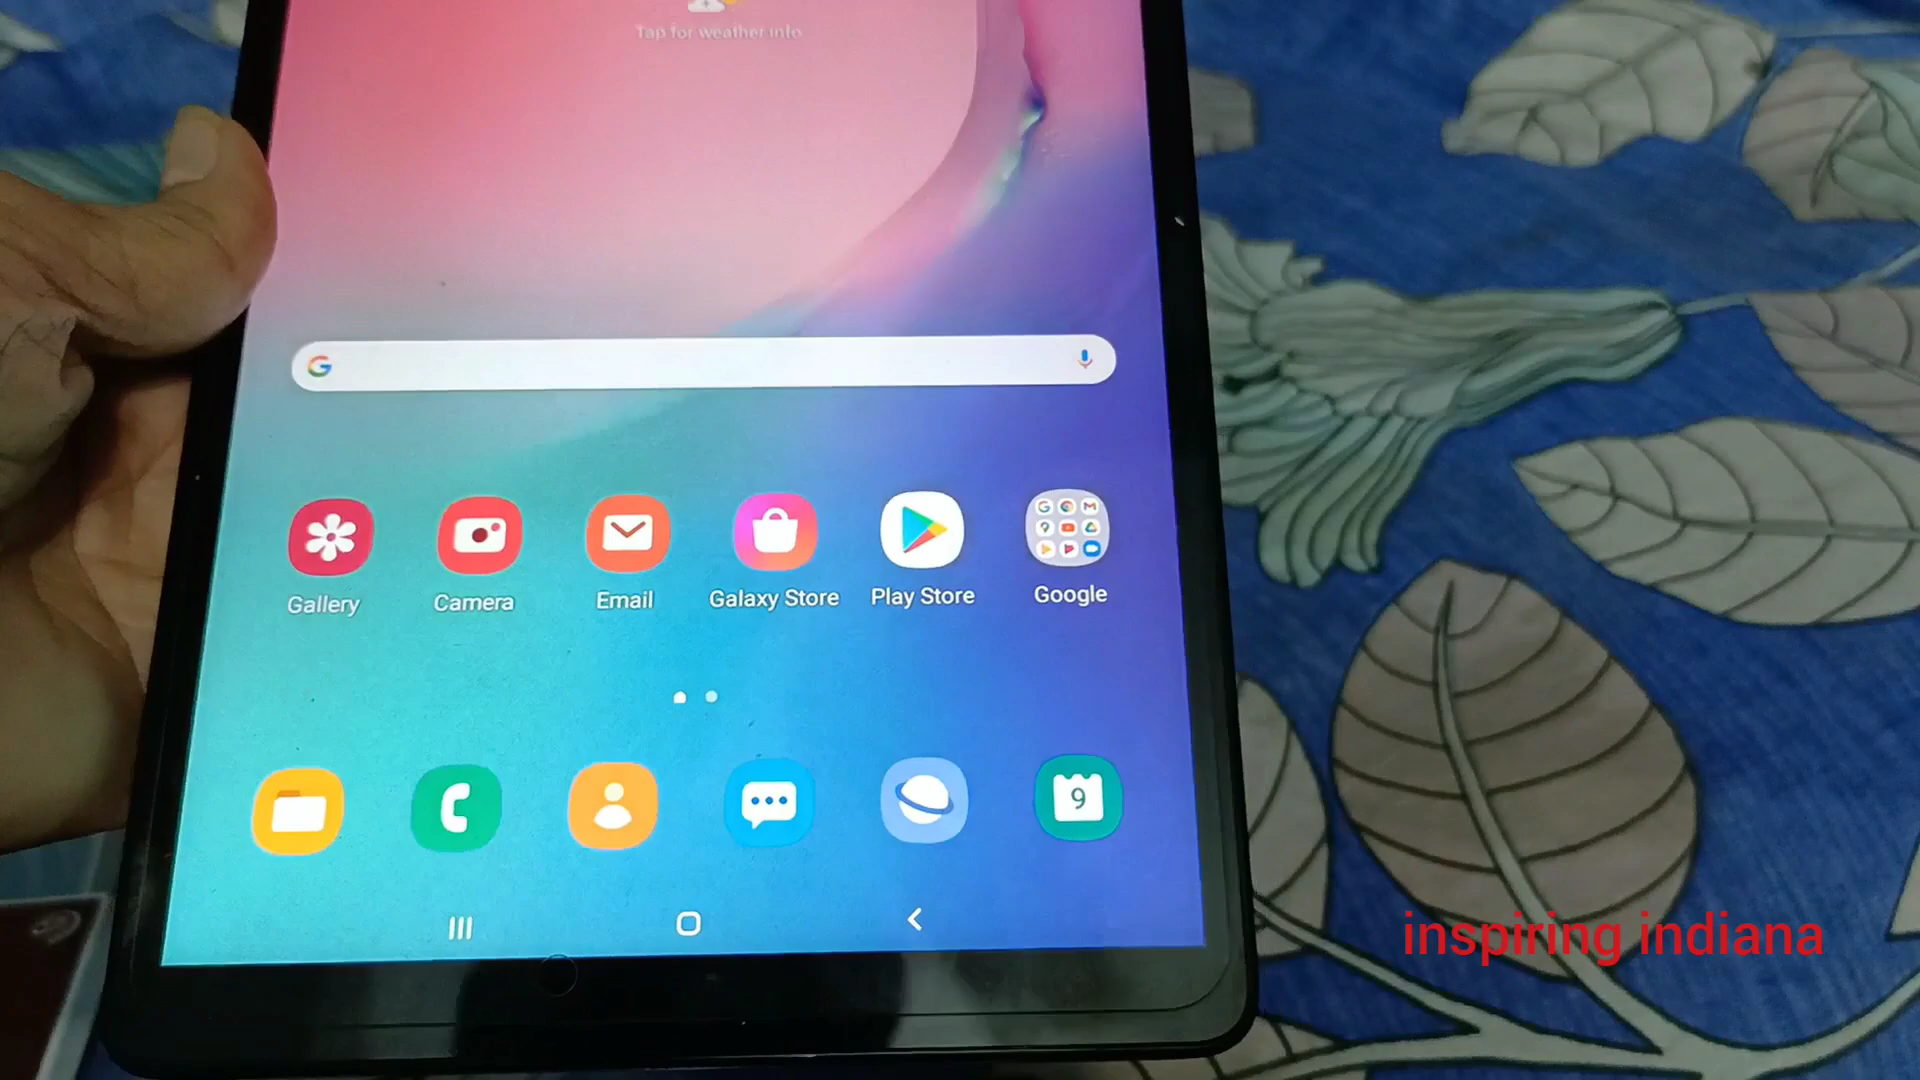 Tap for weather info
Gallery
Camera
Email
Galaxy Store
Play Store
Google
9
inspiring indiana